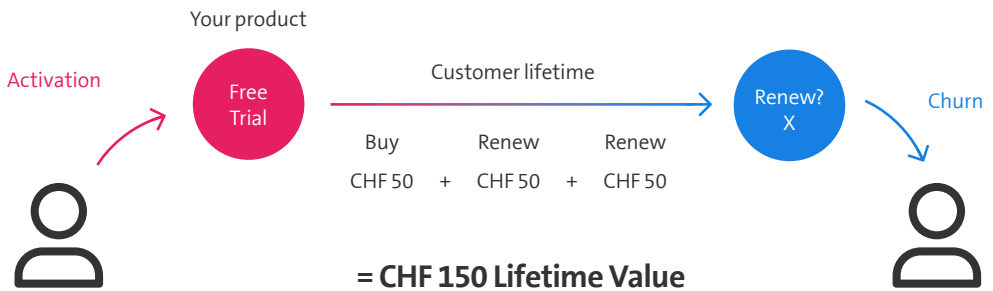 Your product
Activation
Free
Trial
Customer lifetime
Renew?
X
Churn
Buy Renew Renew
CHF 50 + CHF 50 + CHF 50
= CHF 150 Lifetime Value